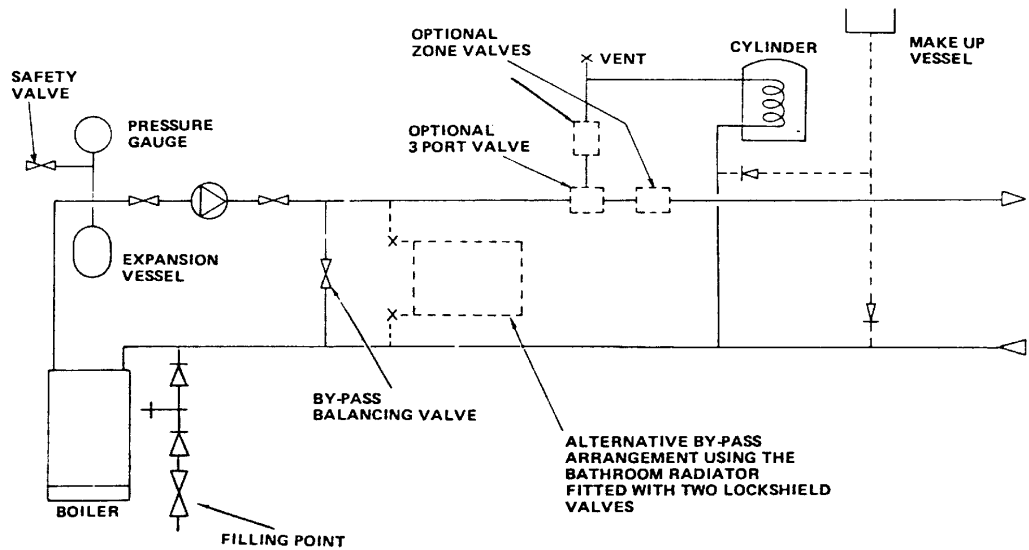 OPTIONAL
ZONE VALVES
VENT
CYLINDER
MAKE UP
VESSEL
SAFETY
VALVE
PRESSURE
GAUGE
OPTIONAL
3 PORT VALVE
EXPANSION
VESSEL
BY-PASS
BALANCING VALVE
ALTERNATIVE BY-PASS
ARRANGEMENT USING THE
BATHROOM RADIATOR
FITTED WITH TWO LOCKSHIELD
VALVES
BOILER
FILLING POINT